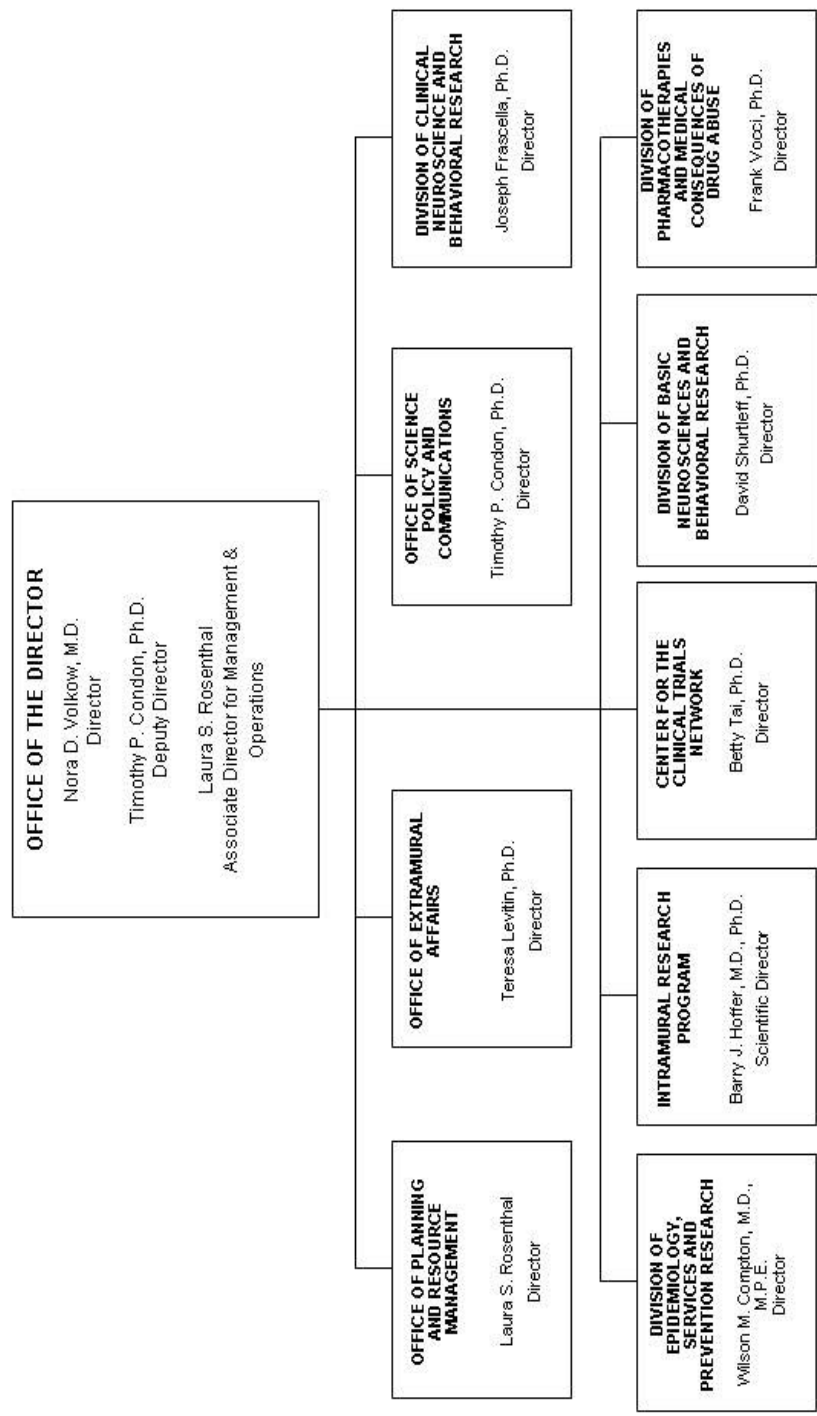 OFFICE OF THE DIRECTOR
Nora D. Volkow, M.D.
Director
Timothy P. Condon, Ph.D.
Deputy Director
Laura S. Rosenthal
Associate Director for Management &
Operations
OFFICE OF PLANNING
AND RESOURCE
MANAGEMENT
Laura S. Rosenthal
Director
OFFICE OF EXTRAMURAL
AFFAIRS
Teresa Levitin, Ph.D.
Director
OFFICE OF SCIENCE
POLICY AND
COMMUNICATIONS
Timothy P. Condon, Ph.D.
Director
DIVISION OF CLINICAL
NEUROSCIENCE AND
BEHAVIORAL RESEARCH
Joseph Frascella, Ph.D.
Director
DIVISION OF
EPIDEMIOLOGY,
SERVICES AND
PREVENTION RESEARCH
Wilson M. Compton, M.D.,
M.P.E.
Director
INTRAMURAL RESEARCH
PROGRAM
Barry J. Hoffer, M.D., Ph.D.
Scientific Director
CENTER FOR THE
CLINICAL TRIALS
NETWORK
Betty Tai, Ph.D.
Director
DIVISION OF BASIC
NEUROSCIENCES AND
BEHAVIORAL RESEARCH
David Shurtleff, Ph.D.
Director
DIVISION OF
PHARMACOTHERAPIES
AND MEDICAL
CONSEQUENCES OF
DRUG ABUSE
Frank Vocci, Ph.D.
Director